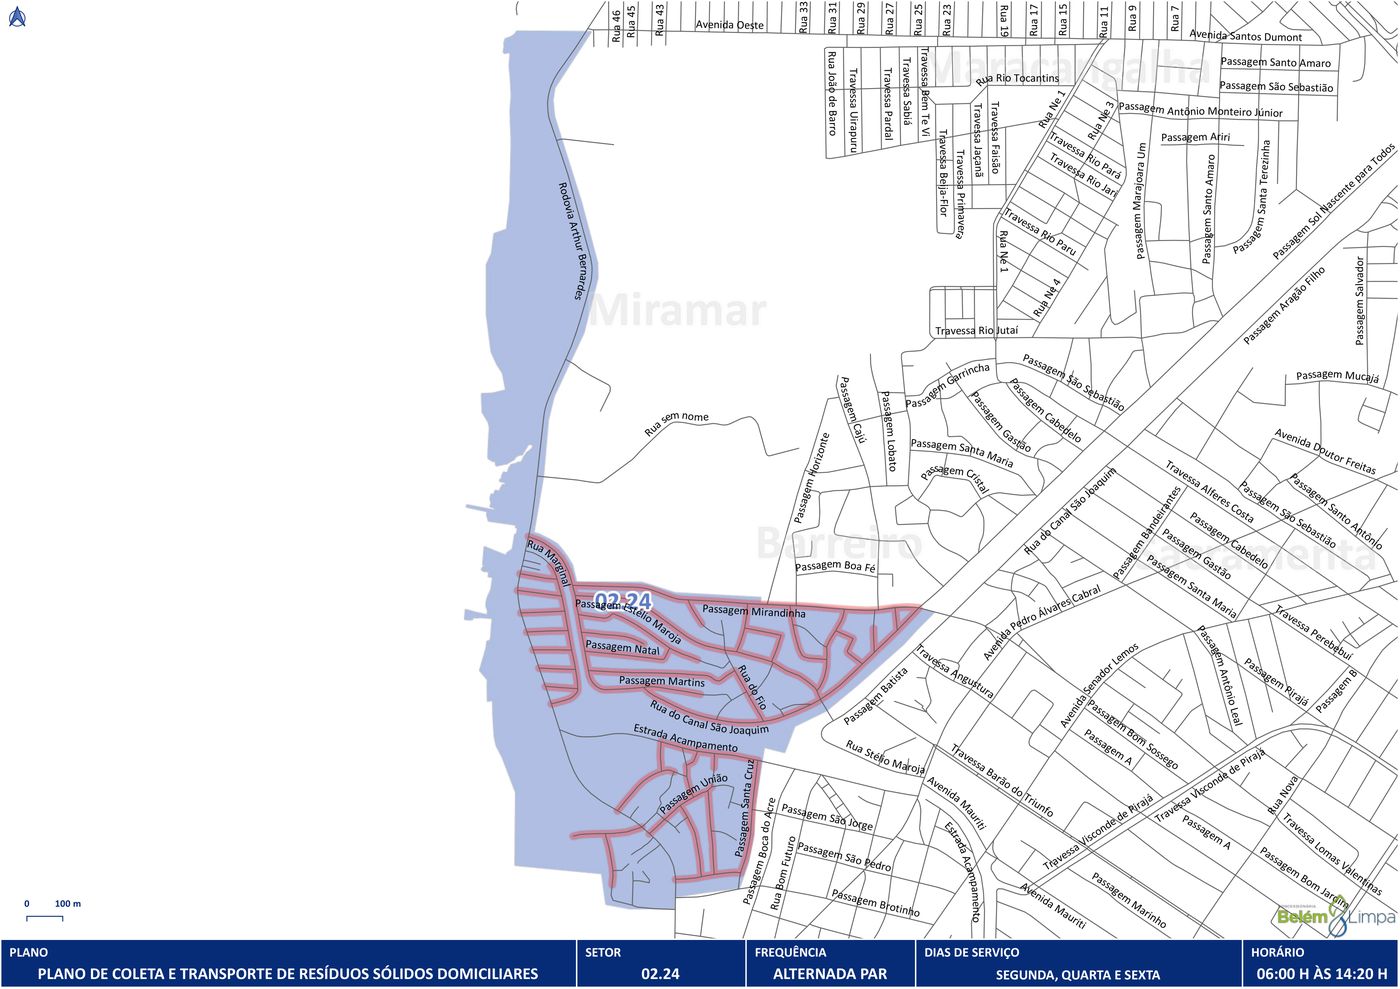 Rua 46
Rua 45
Rua 43
Avenida Oeste
Rua 33
Rua 31
Rua 29
Rua 27
Rua 25
Rua 23
Rua 19
Rua 17
Rua 15
Rua 11
Rua 9
Rua 7
Avenida Santos Dumont
Maracangalha
Passagem Santo Amaro
Passagem São Sebastião
Rua Rio Tocantins
Rua João de Barro
Travessa Uirapuru
Travessa Pardal
Travessa Sabiá
Travessa Bem Te Vi
Travessa Beija-Flor
Travessa Primavera
Travessa Jaçanã
Travessa Faisão
Rua Ne 1
Rua Ne 3
Passagem Antônio Monteiro Júnior
Passagem Ariri
Travessa Rio Pará
Travessa Rio Jari
Passagem Marajoara Um
Passagem Santo Amaro
Passagem Santa Terezinha
Passagem Sol Nascente para Todos
Travessa Rio Paru
Rua Ne 1
Rua Ne 4
Passagem Aragão Filho
Passagem Salvador
Rodovia Arthur Bernardes
Miramar
Travessa Rio Jutaí
Passagem São Sebastião
Passagem Garrincha
Passagem Mucajá
Passagem Cajú
Passagem Lobato
Passagem Gastão
Passagem Cabedelo
Rua sem nome
Passagem Horizonte
Passagem Santa Maria
Passagem Cristal
Avenida Doutor Freitas
Rua do Canal São Joaquim
Travessa Alferes Costa
Passagem São Sebastião
Passagem Santo Antônio
Passagem Bandeirantes
Passagem Cabedelo
Passagem Gastão
Passagem Santa Maria
Barreiro
Passagem Boa Fé
Rua Marginal
02.24
Passagem Estélio Maroja
Passagem Mirandinha
Passagem Natal
Passagem Martins
Rua do Fio
Rua do Canal São Joaquim
Estrada Acampamento
Avenida Pedro Álvares Cabral
Travessa Perebebuí
Travessa Angustura
Passagem Batista
Avenida Senador Lemos
Passagem Antônio Leal
Passagem Pirajá
Passagem B
Passagem Bom Sossego
Passagem A
Rua Stélio Maroja
Travessa Barão do Triunfo
Avenida Mauriti
Travessa Visconde de Pirajá
Travessa Visconde de Pirajá
Rua Nova
Passagem União
Passagem Santa Cruz
Passagem Boca do Acre
Passagem São Jorge
Rua Bom Futuro
Passagem São Pedro
Passagem Brotinho
Estrada Acampamento
Avenida Mauriti
Passagem Marinho
Passagem A
Travessa Lomas Valentinas
Passagem Bom Jardim
0 100 m
Belém Limpa
PLANO
PLANO DE COLETA E TRANSPORTE DE RESÍDUOS SÓLIDOS DOMICILIARES
SETOR
02.24
FREQUÊNCIA
ALTERNADA PAR
DIAS DE SERVIÇO
SEGUNDA, QUARTA E SEXTA
HORÁRIO
06:00 H ÀS 14:20 H